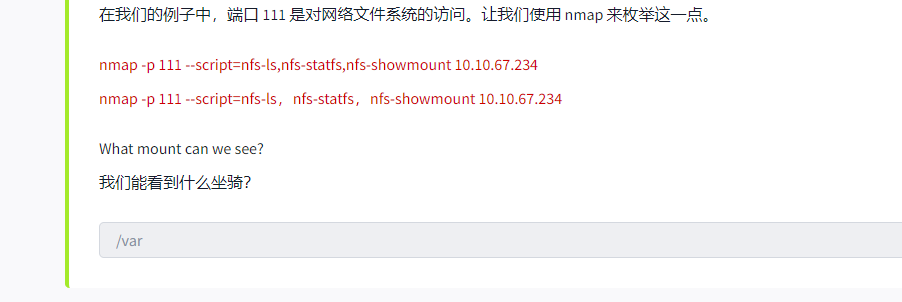 在我们的例子中，端口 111 是对网络文件系统的访问。让我们使用 nmap 来枚举这一点。
nmap -p 111 --script=nfs-ls,nfs-statfs,nfs-showmount 10.10.67.234
nmap -p 111 --script=nfs-ls，nfs-statfs，nfs-showmount 10.10.67.234
What mount can we see?
我们能看到什么坐骑？
/var